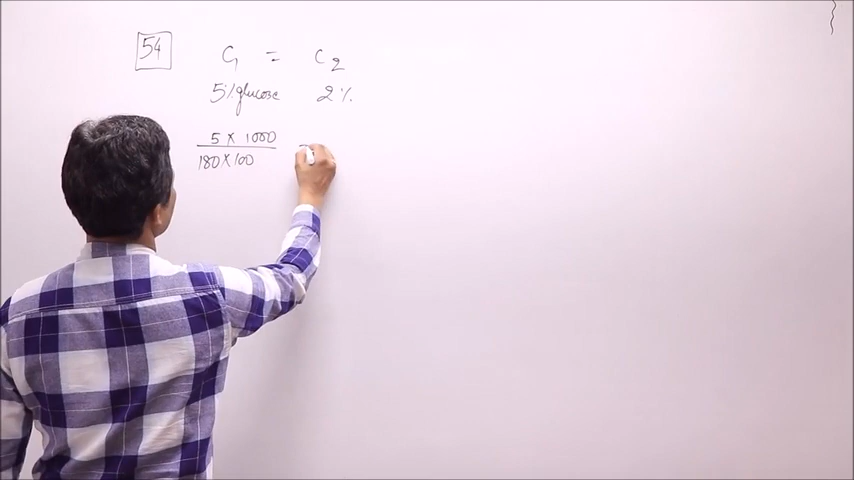 54
C₁ = C₂
5% glucose 2%
5 × 1000
180 × 100